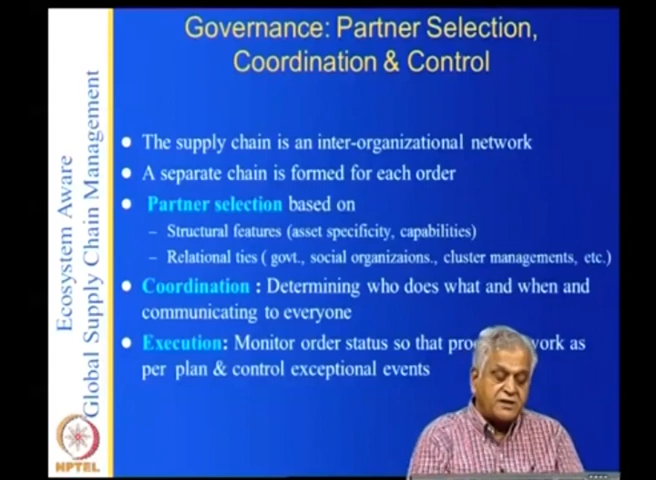 Governance: Partner Selection,
Coordination & Control
The supply chain is an inter-organizational network
A separate chain is formed for each order
Partner selection based on
– Structural features (asset specificity, capabilities)
– Relational ties ( govt., social organizaions., cluster managements, etc.)
Coordination : Determining who does what and when and
communicating to everyone
Execution: Monitor order status so that work as
per plan & control exceptional events
Ecosystem Aware
Global Supply Chain Management
NPTEL